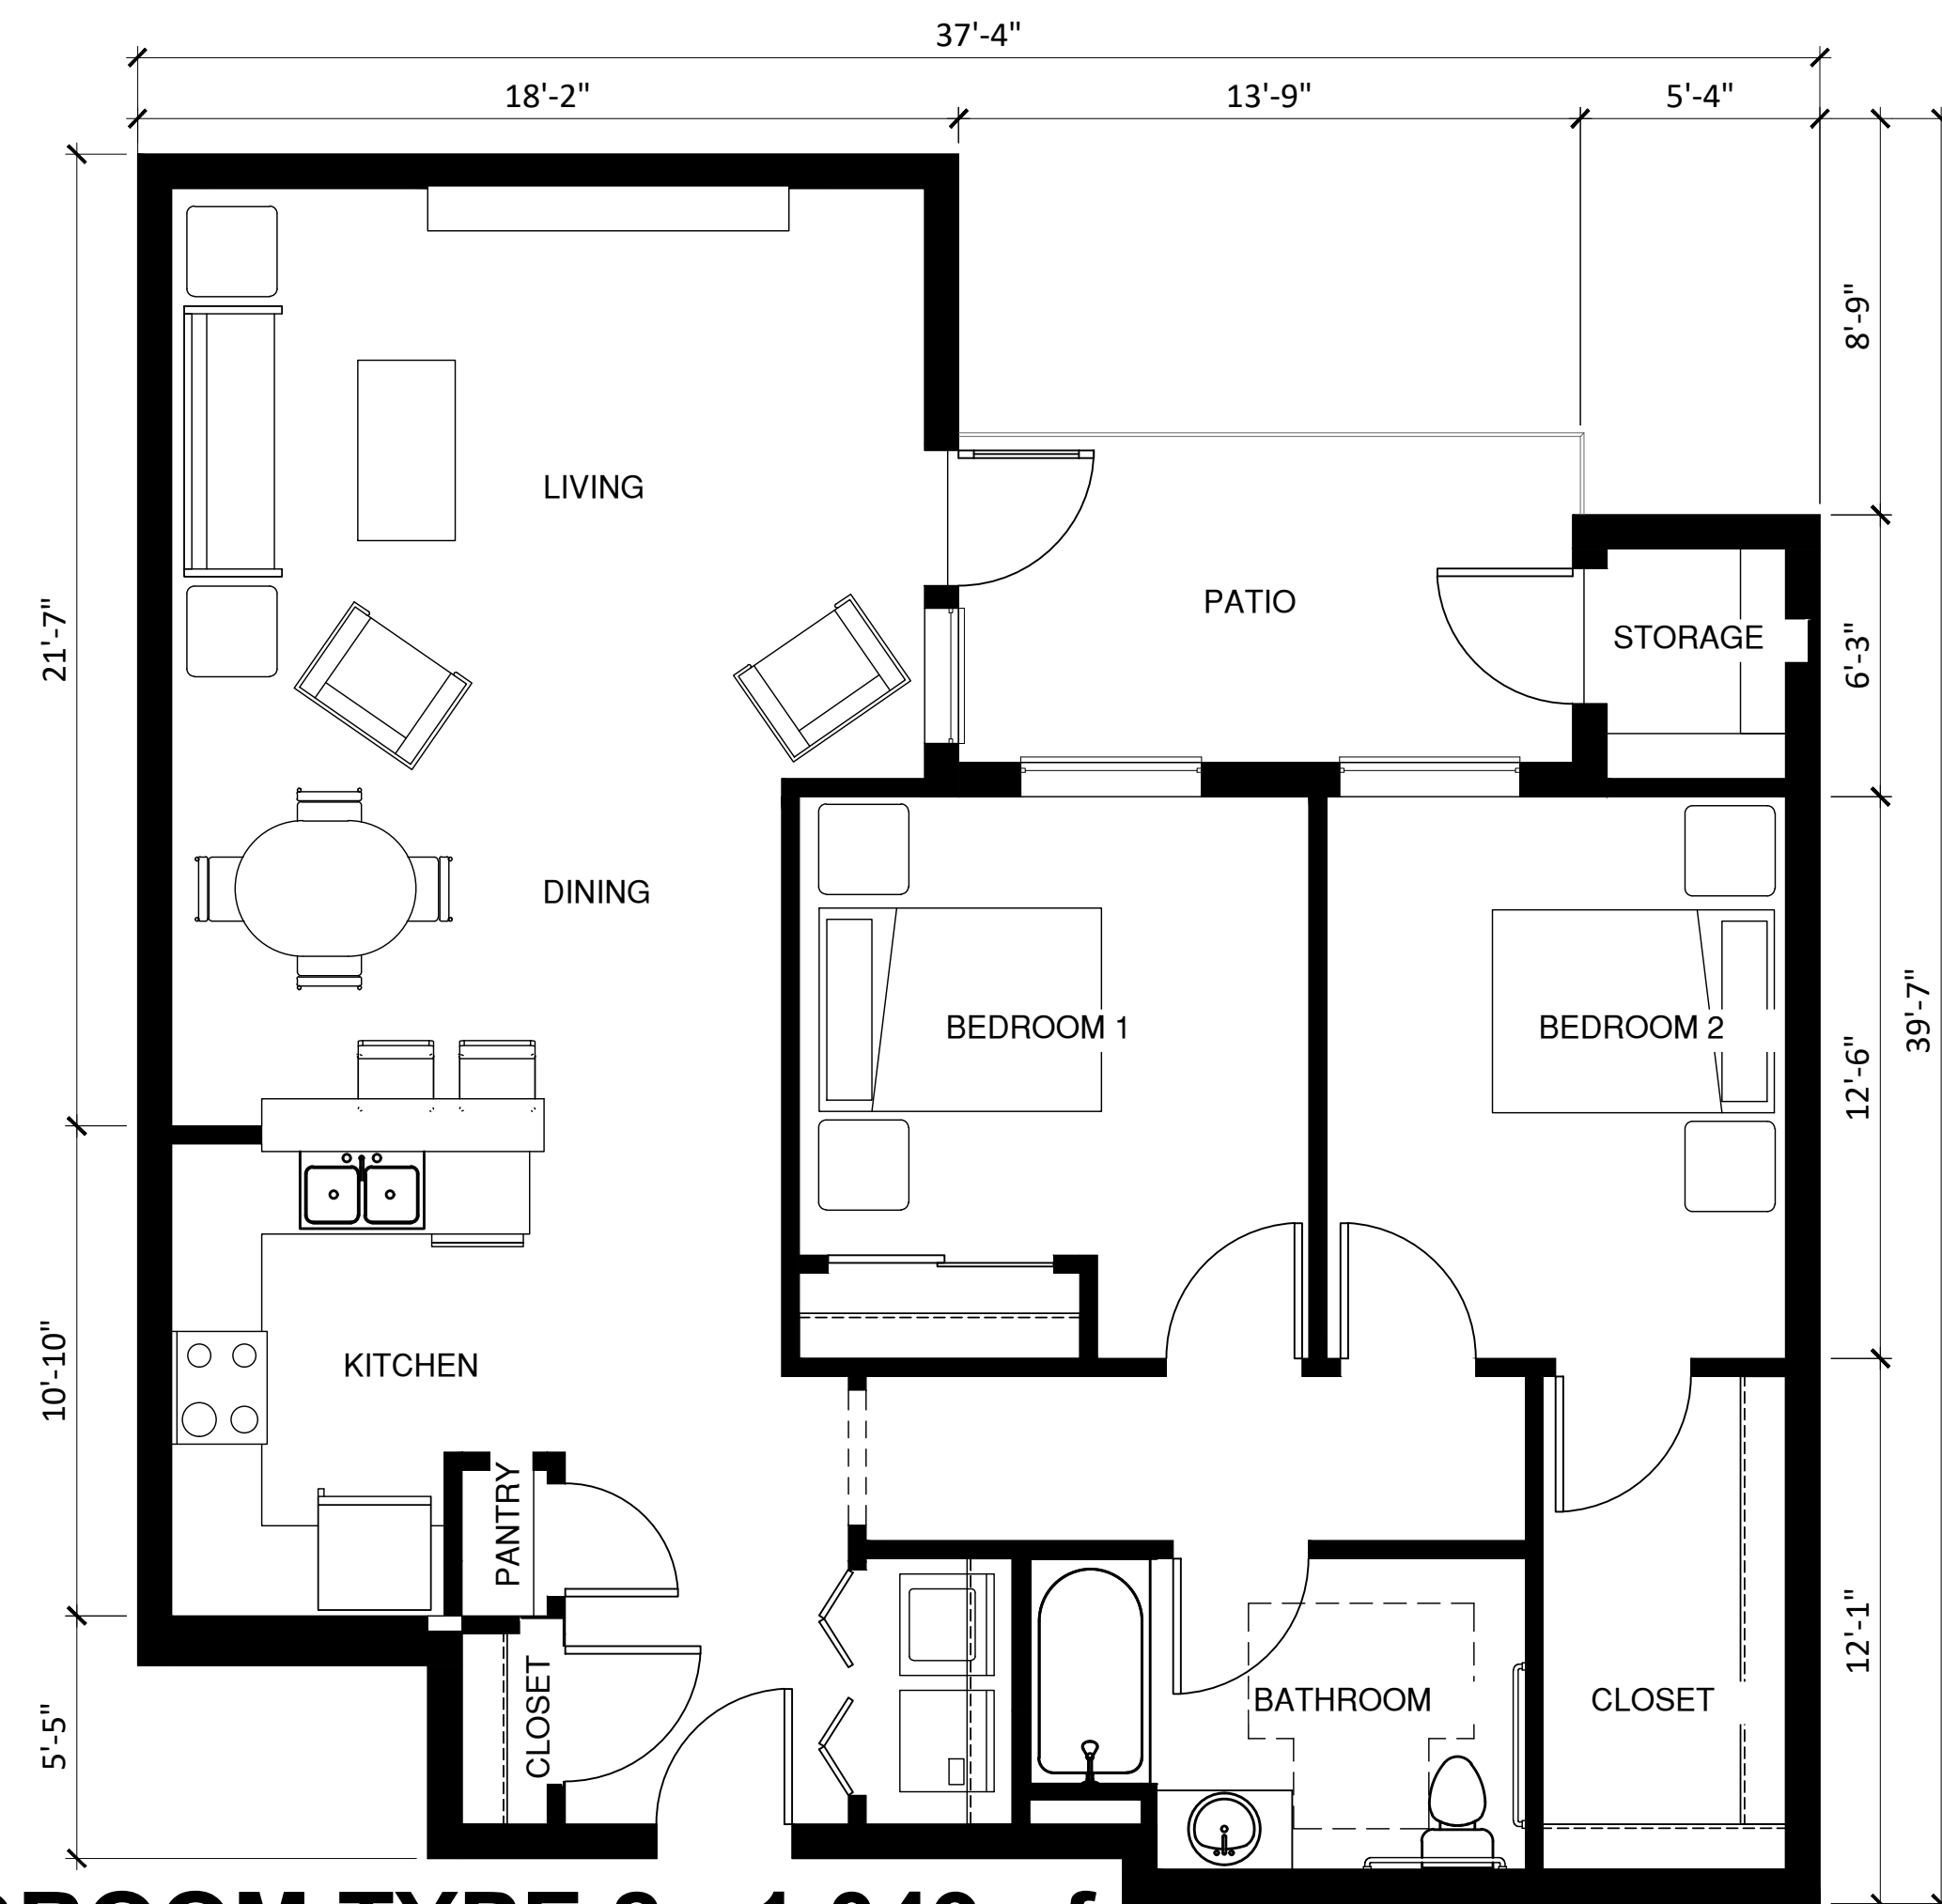 37'-4"
18'-2"
13'-9"
5'-4"
8'-9"
LIVING
PATIO
STORAGE
21'-7"
6'-3"
DINING
BEDROOM 1
BEDROOM 2
39'-7"
12'-6"
KITCHEN
10'-10"
PANTRY
12'-1"
CLOSET
BATHROOM
CLOSET
5'-5"